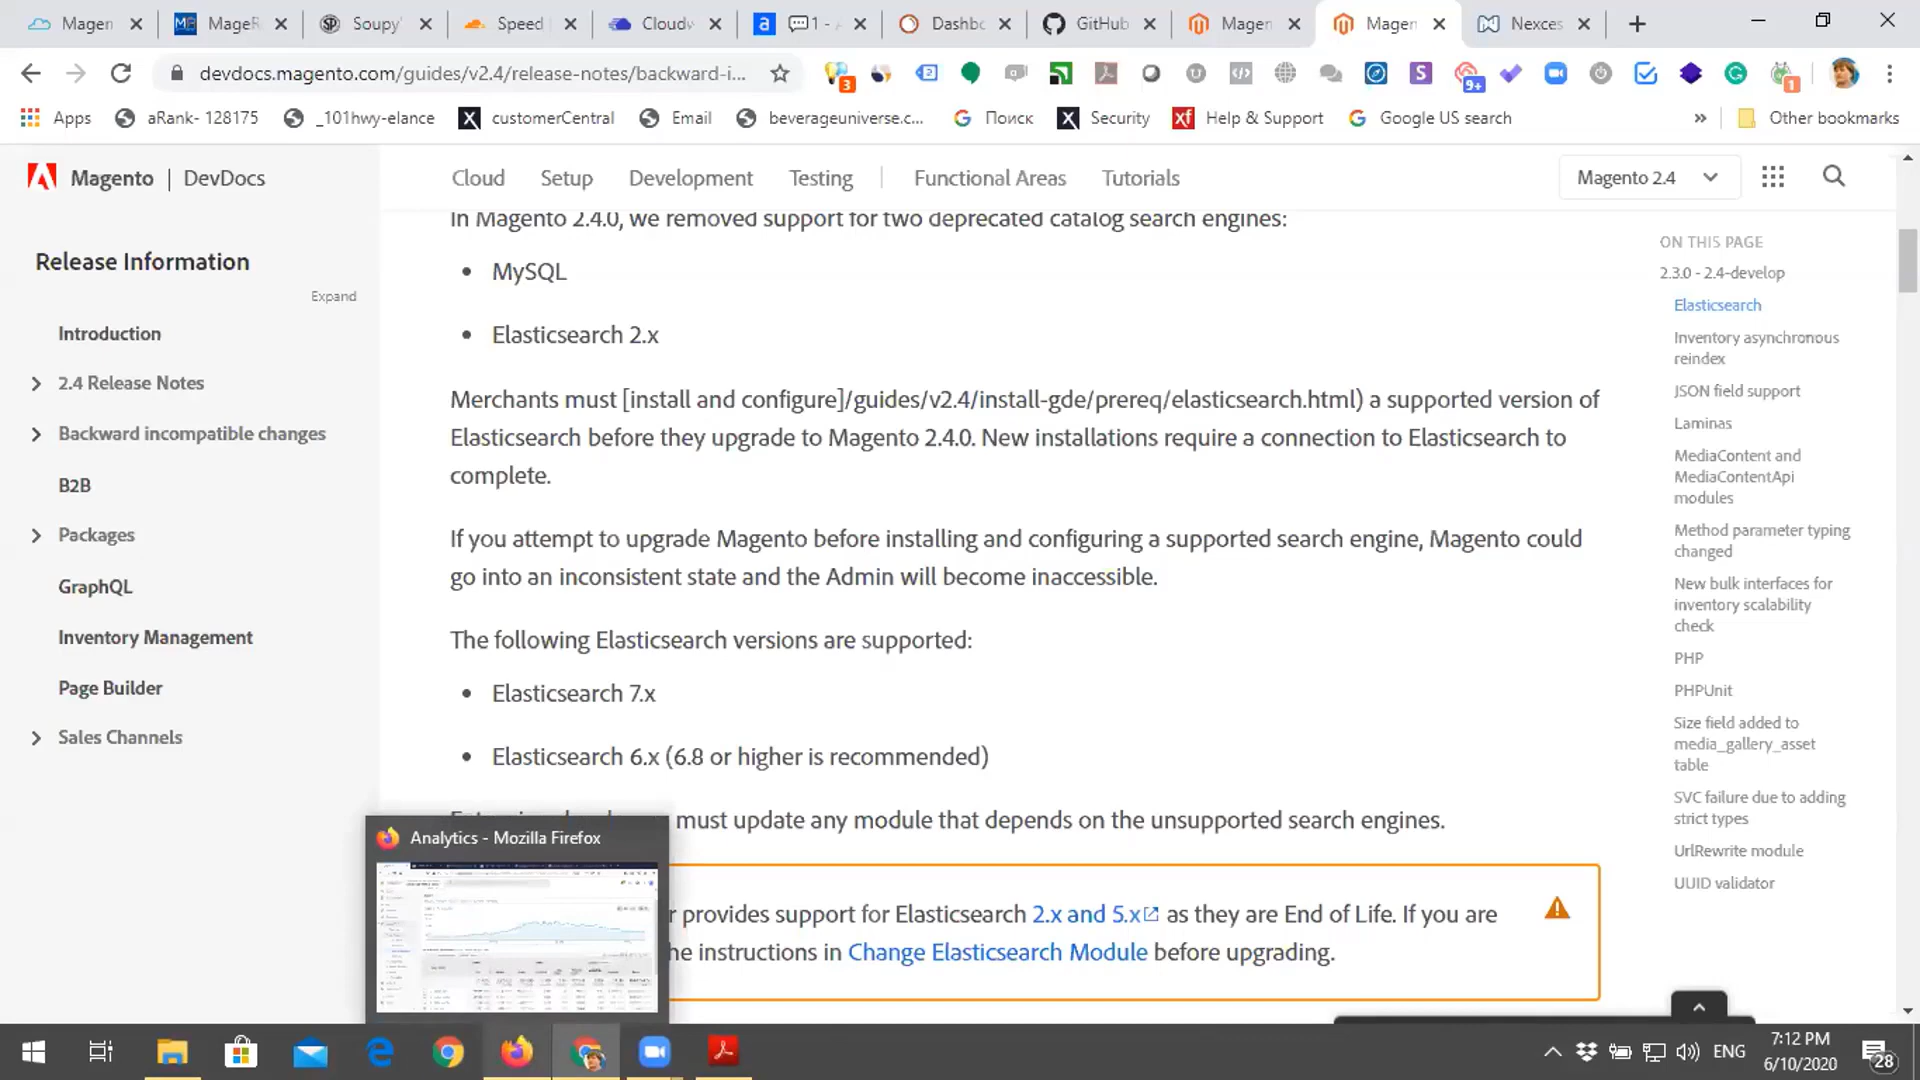 Magen
MageR
Soupy'
Speed
Cloudw
1 - A
Dashbo
GitHub
Magen
Magen
Nexces
devdocs.magento.com/guides/v2.4/release-notes/backward-i...
3
9+
1
Apps
aRank- 128175
_101hwy-elance
customerCentral
Email
beverageuniverse.c...
Поиск
Security
Help & Support
Google US search
»
Other bookmarks
Magento | DevDocs
Cloud
Setup
Development
Testing
Functional Areas
Tutorials
Magento 2.4
Release Information
Expand
Introduction
2.4 Release Notes
Backward incompatible changes
B2B
Packages
GraphQL
Inventory Management
Page Builder
Sales Channels
In Magento 2.4.0, we removed support for two deprecated catalog search engines:
• MySQL
• Elasticsearch 2.x
Merchants must [install and configure]/guides/v2.4/install-gde/prereq/elasticsearch.html) a supported version of
Elasticsearch before they upgrade to Magento 2.4.0. New installations require a connection to Elasticsearch to
complete.
If you attempt to upgrade Magento before installing and configuring a supported search engine, Magento could
go into an inconsistent state and the Admin will become inaccessible.
The following Elasticsearch versions are supported:
• Elasticsearch 7.x
• Elasticsearch 6.x (6.8 or higher is recommended)
must update any module that depends on the unsupported search engines.
r provides support for Elasticsearch 2.x and 5.x as they are End of Life. If you are
he instructions in Change Elasticsearch Module before upgrading.
ON THIS PAGE
2.3.0 - 2.4-develop
Elasticsearch
Inventory asynchronous
reindex
JSON field support
Laminas
MediaContent and
MediaContentApi
modules
Method parameter typing
changed
New bulk interfaces for
inventory scalability
check
PHP
PHPUnit
Size field added to
media_gallery_asset
table
SVC failure due to adding
strict types
UrlRewrite module
UUID validator
Analytics - Mozilla Firefox
ENG
7:12 PM
6/10/2020
28